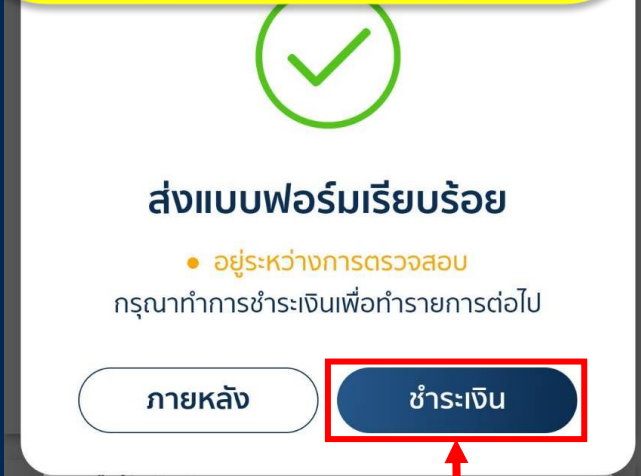 ส่งแบบฟอร์มเรียบร้อย
● อยู่ระหว่างการตรวจสอบ
กรุณาทำการชำระเงินเพื่อทำรายการต่อไป
ภายหลัง
ชำระเงิน